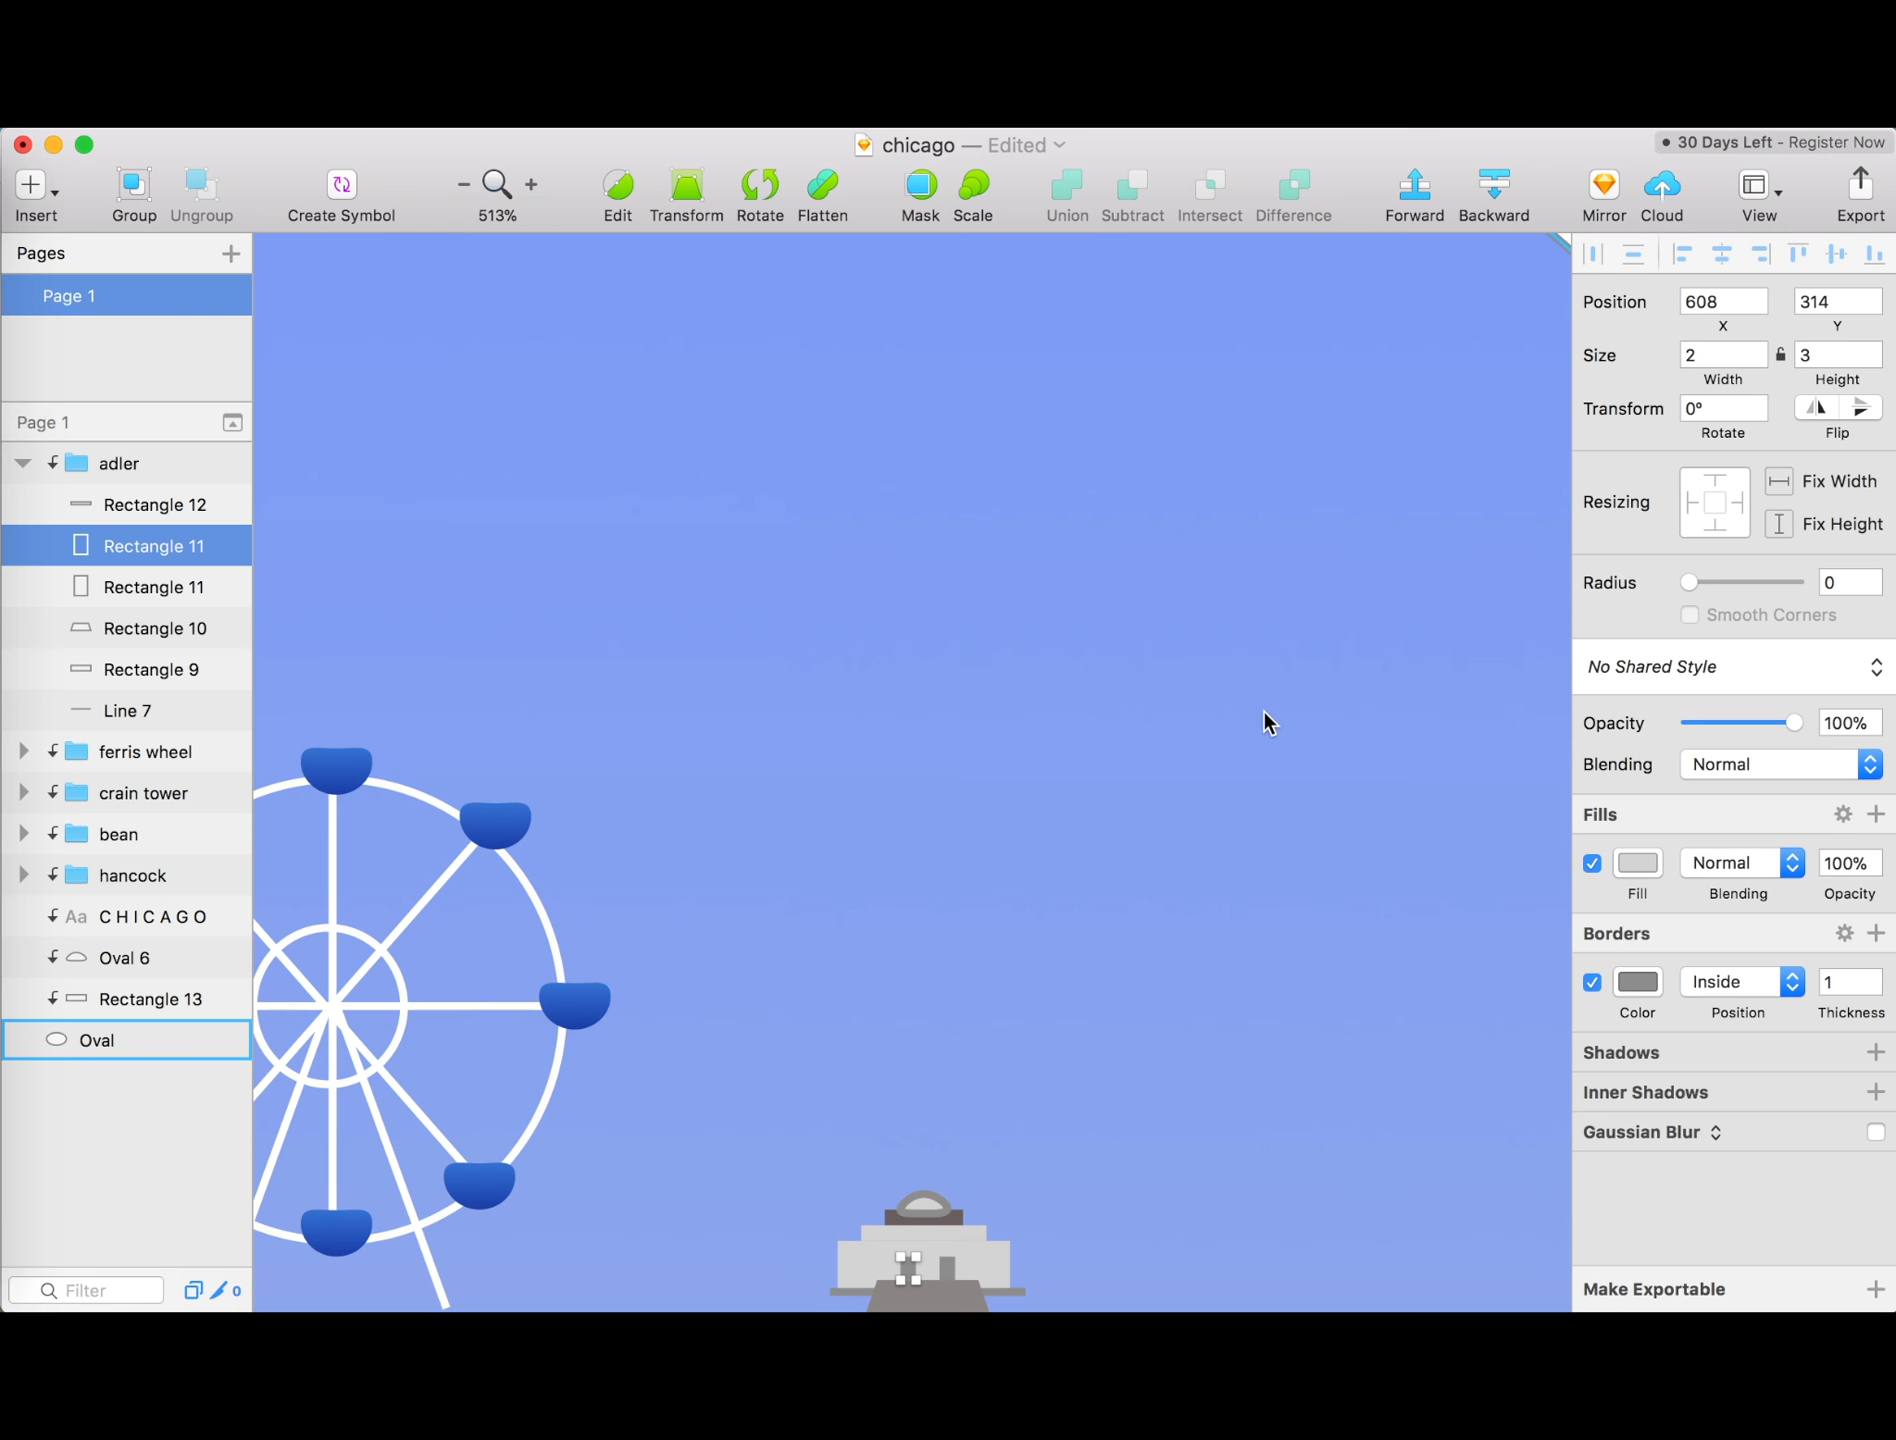 chicago — Edited
30 Days Left - Register Now
Insert
Group
Ungroup
Create Symbol
513%
Edit
Transform
Rotate
Flatten
Mask
Scale
Union
Subtract
Intersect
Difference
Forward
Backward
Mirror
Cloud
View
Export
Pages
Page 1
Page 1
adler
Rectangle 12
Rectangle 11
Rectangle 11
Rectangle 10
Rectangle 9
Line 7
ferris wheel
crain tower
bean
hancock
Aa C H I C A G O
Oval 6
Rectangle 13
Oval
Filter
0
Position 608 314
X Y
Size 2 3
Width Height
Transform 0°
Rotate Flip
Resizing Fix Width
Fix Height
Radius 0
Smooth Corners
No Shared Style
Opacity 100%
Blending Normal
Fills
Normal 100%
Fill Blending Opacity
Borders
Inside 1
Color Position Thickness
Shadows
Inner Shadows
Gaussian Blur
Make Exportable